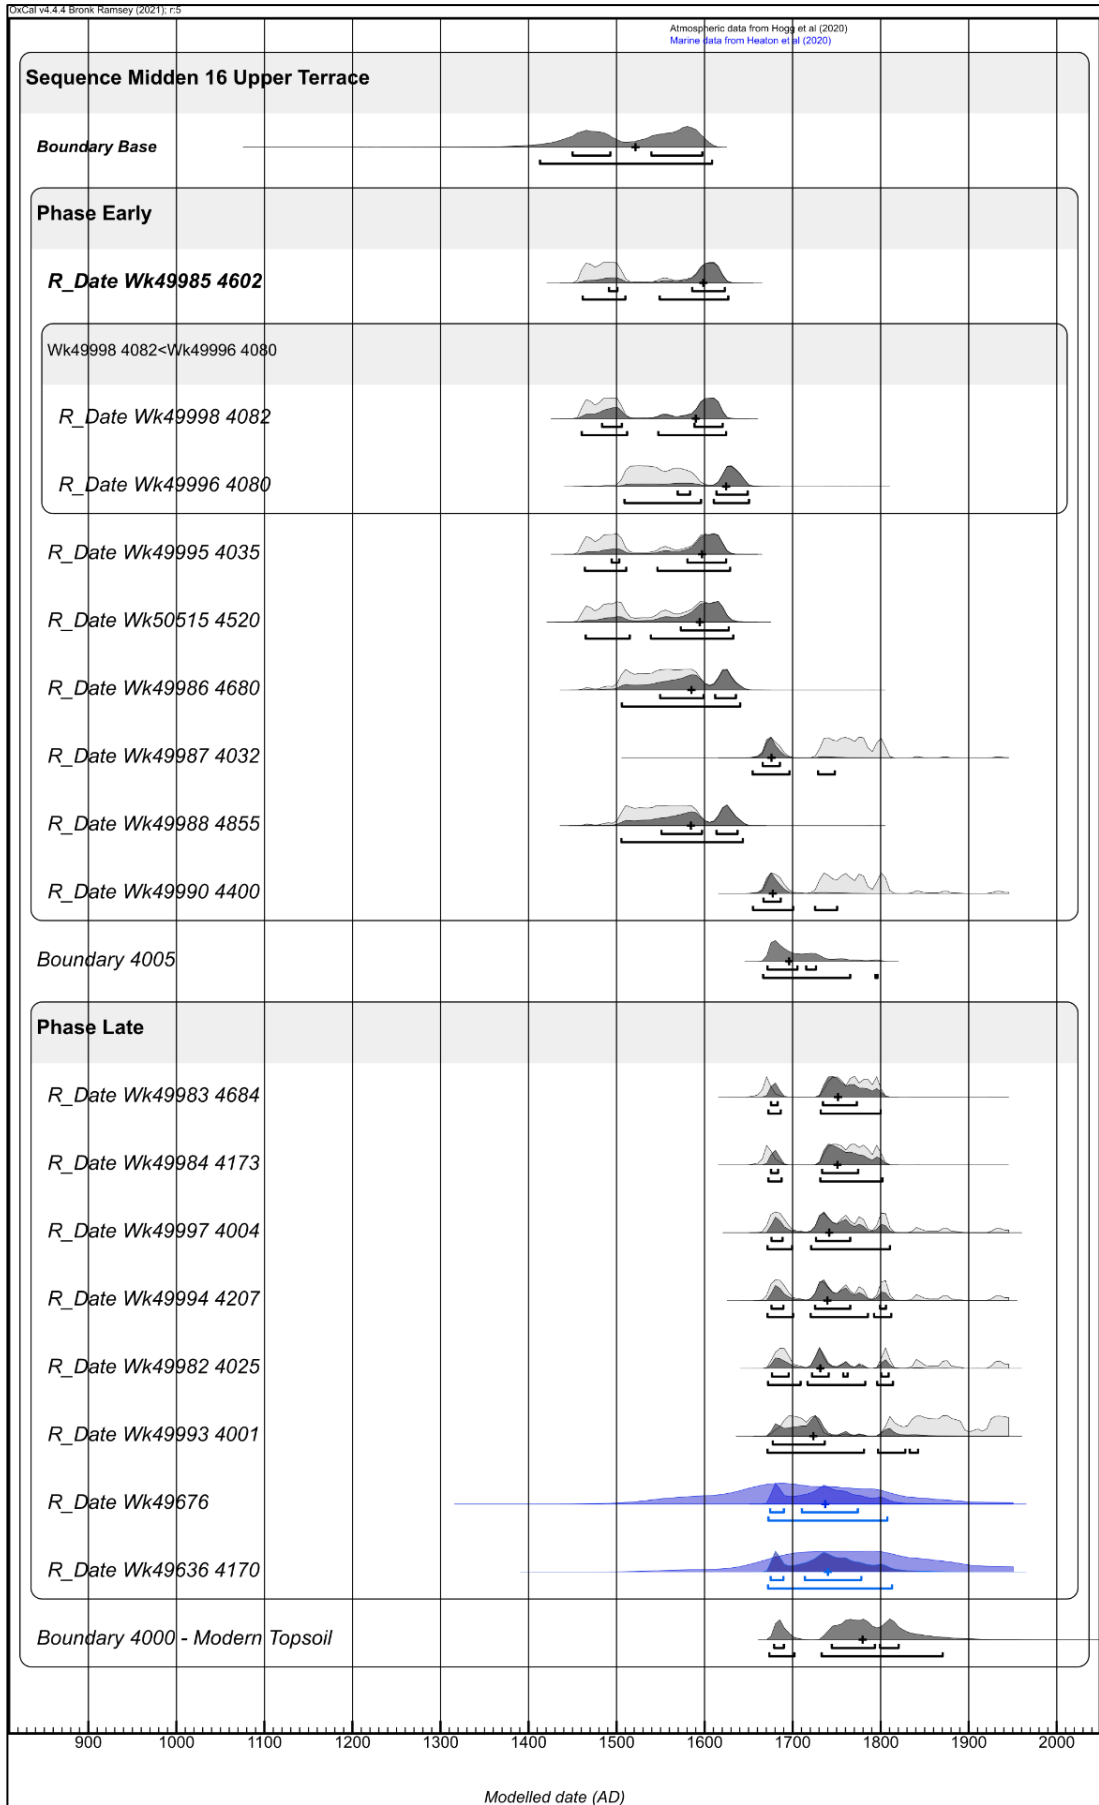 OxCal v4.4.4 Bronk Ramsey (2021); r:5
Atmospheric data from Hogg et al (2020)
Marine data from Heaton et al (2020)
Sequence Midden 16 Upper Terrace
Boundary Base
Phase Early
R_Date Wk49985 4602
Wk49998 4082<Wk49996 4080
R_Date Wk49998 4082
R_Date Wk49996 4080
R_Date Wk49995 4035
R_Date Wk50515 4520
R_Date Wk49986 4680
R_Date Wk49987 4032
R_Date Wk49988 4855
R_Date Wk49990 4400
Boundary 4005
Phase Late
R_Date Wk49983 4684
R_Date Wk49984 4173
R_Date Wk49997 4004
R_Date Wk49994 4207
R_Date Wk49982 4025
R_Date Wk49993 4001
R_Date Wk49676
R_Date Wk49636 4170
Boundary 4000 - Modern Topsoil
900 1000 1100 1200 1300 1400 1500 1600 1700 1800 1900 2000
Modelled date (AD)